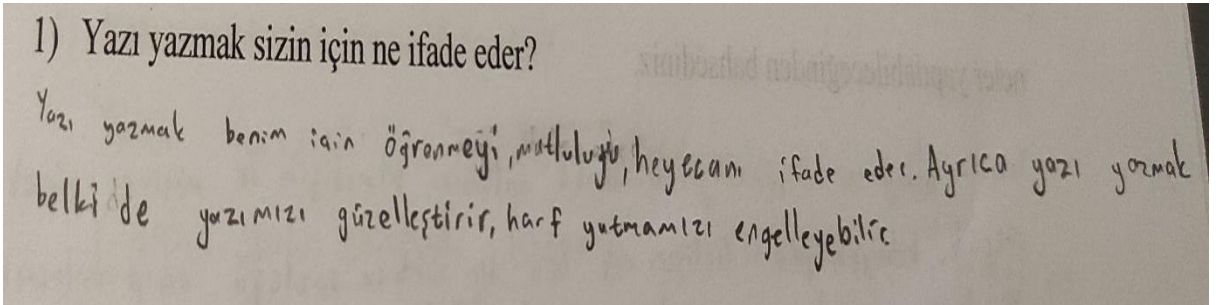 1) Yazı yazmak sizin için ne ifade eder?
Yazı yazmak benim için öğrenmeyi, mutluluğu, heyecanı ifade eder. Ayrıca yazı yazmak
belki de yazımızı güzelleştirir, harf yutmamızı engelleyebilir